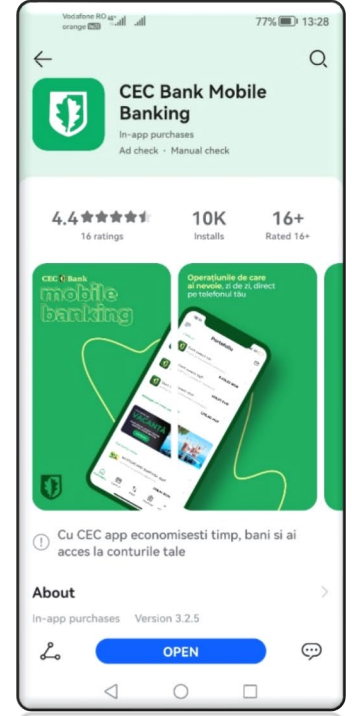 Vodafone RO
orange
77%
13:28
CEC Bank Mobile
Banking
In-app purchases
Ad check · Manual check
4.4
10K
16+
16 ratings
Installs
Rated 16+
CEC Bank
mobile
banking
Operațiunile de care
ai nevoie, zi de zi, direct
pe telefonul tău
Portofoliu
VACANȚĂ
Cu CEC app economisesti timp, bani si ai
acces la conturile tale
About
In-app purchases
Version 3.2.5
OPEN